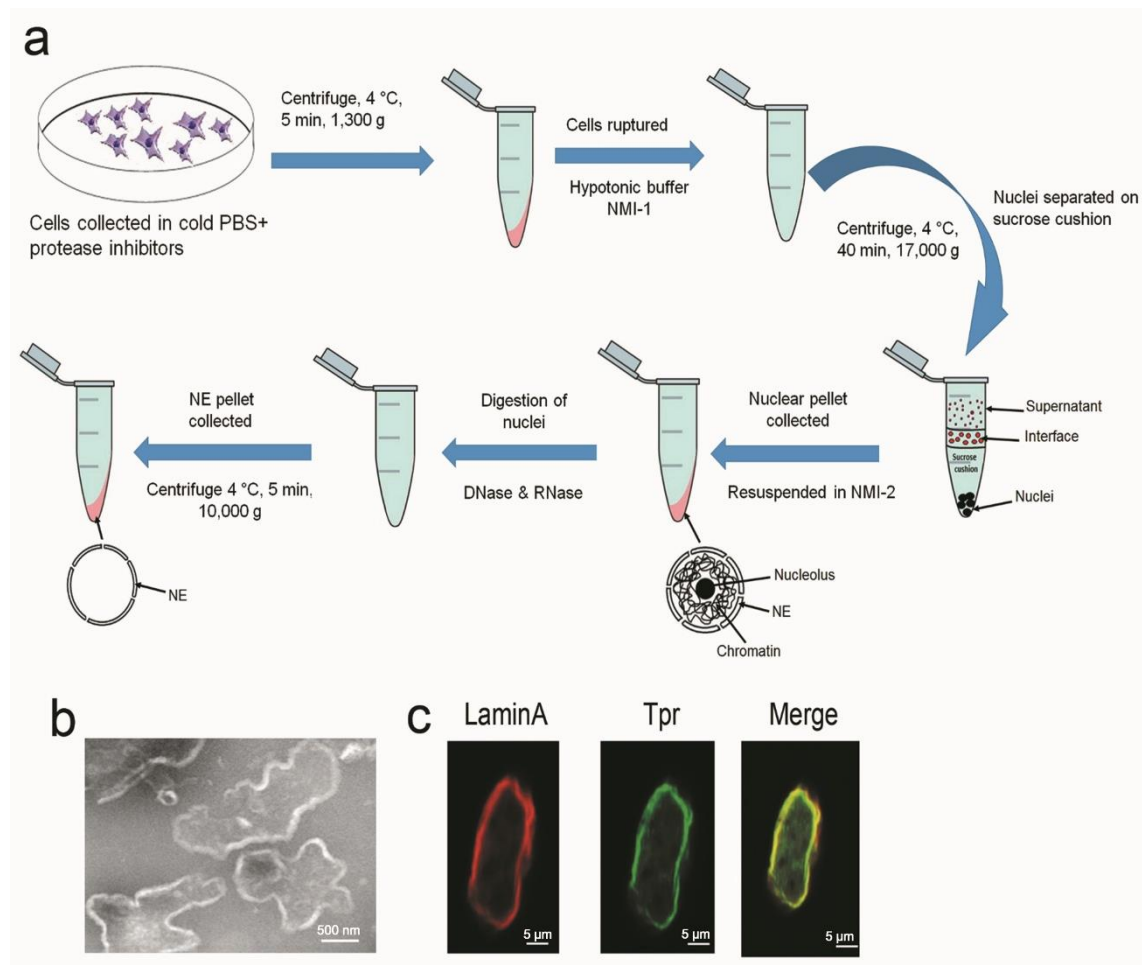 a
Centrifuge, 4 °C,
5 min, 1,300 g
Cells collected in cold PBS+
protease inhibitors
Cells ruptured
Hypotonic buffer
NMI-1
Centrifuge, 4 °C,
40 min, 17,000 g
Nuclei separated on
sucrose cushion
Supernatant
Interface
Sucrose
cushion
Nuclei
Nuclear pellet
collected
Resuspended in NMI-2
Nucleolus
NE
Chromatin
Digestion of
nuclei
DNase & RNase
NE pellet
collected
Centrifuge 4 °C, 5 min,
10,000 g
NE
b
500 nm
c
LaminA
Tpr
Merge
5 μm
5 μm
5 μm